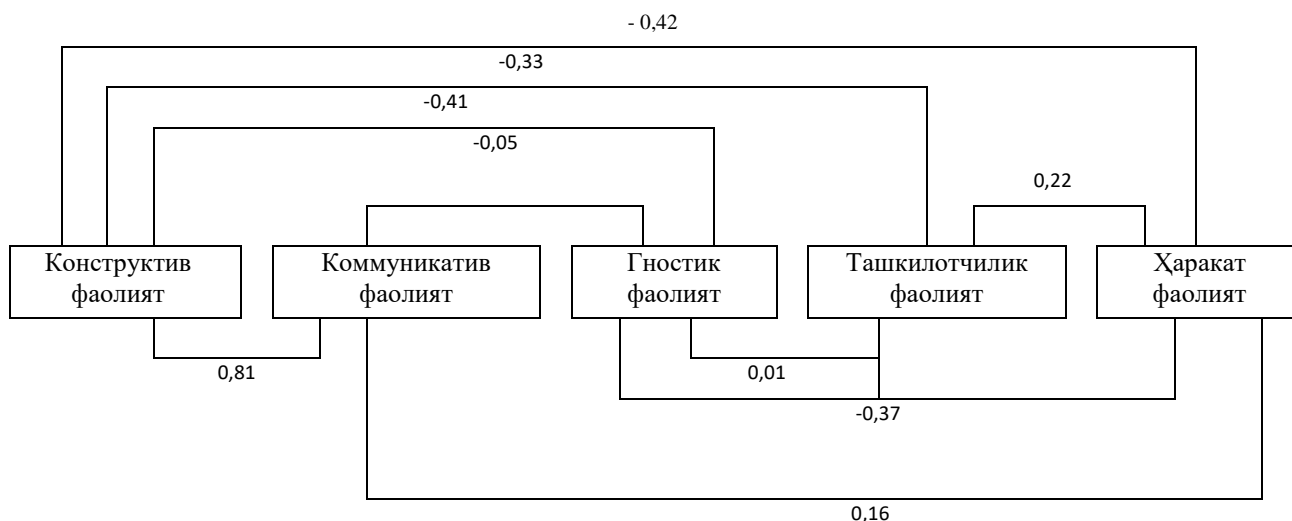 - 0,42
-0,33
-0,41
-0,05
0,22
Конструктив
фаолият
Коммуникатив
фаолият
Гностик
фаолият
Ташкилотчилик
фаолият
Ҳаракат
фаолият
0,81
0,01
-0,37
0,16